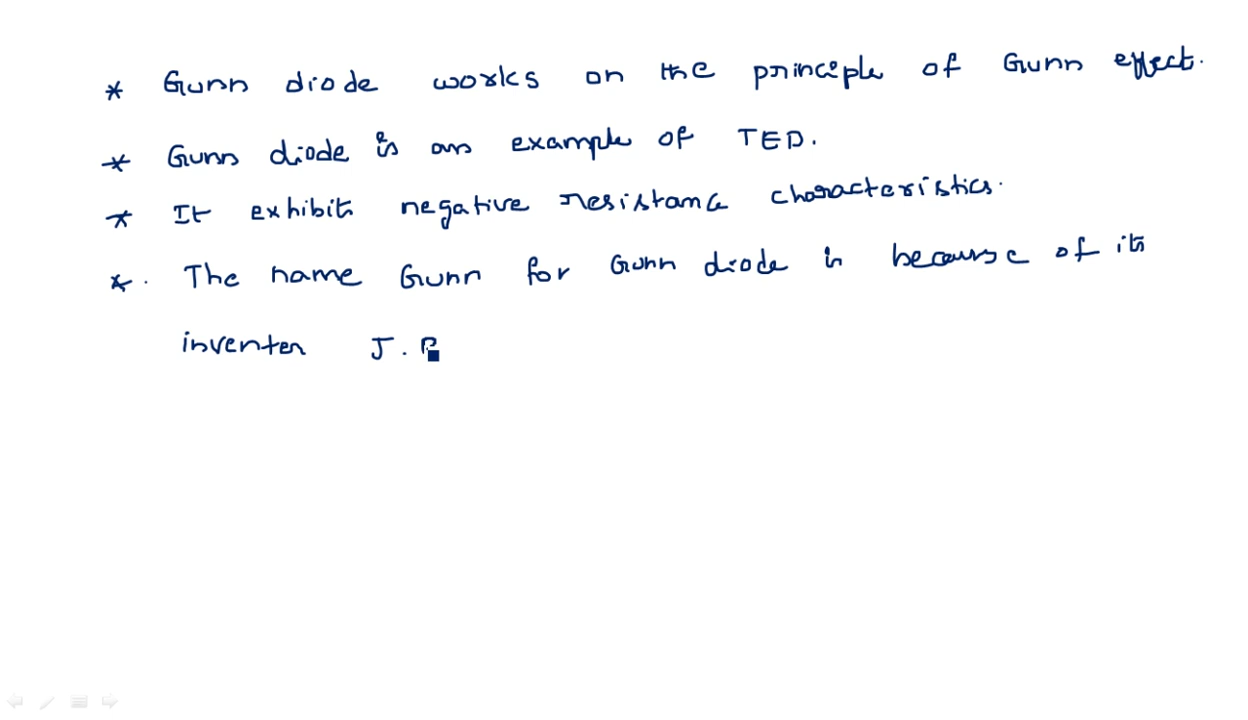 * Gunn diode works on the principle of Gunn effect.
* Gunn diode is an example of TED.
* It exhibits negative resistance characteristics.
* . The name Gunn for Gunn diode is because of its
inventer J. B